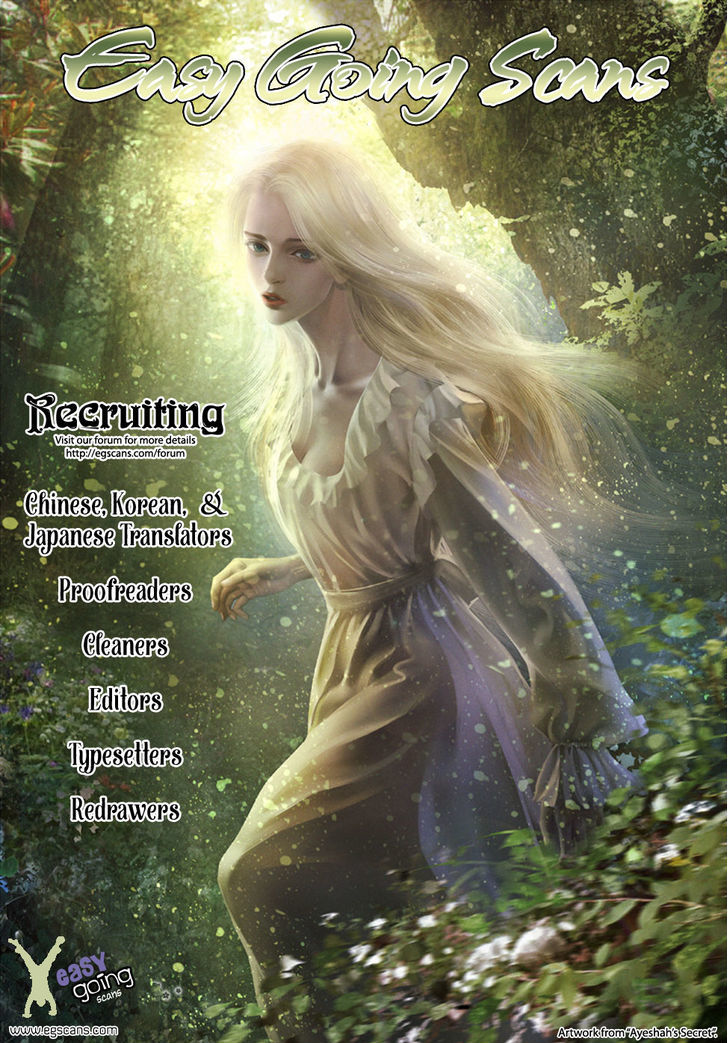 Easy Going Scans
Recruiting
Visit our forum for more details
http://egscans.com/forum
Chinese, Korean, &
Japanese Translators
Proofreaders
Cleaners
Editors
Typesetters
Redrawers
easy
going
scans
www.egscans.com
Artwork from "Ayeshah's Secret".